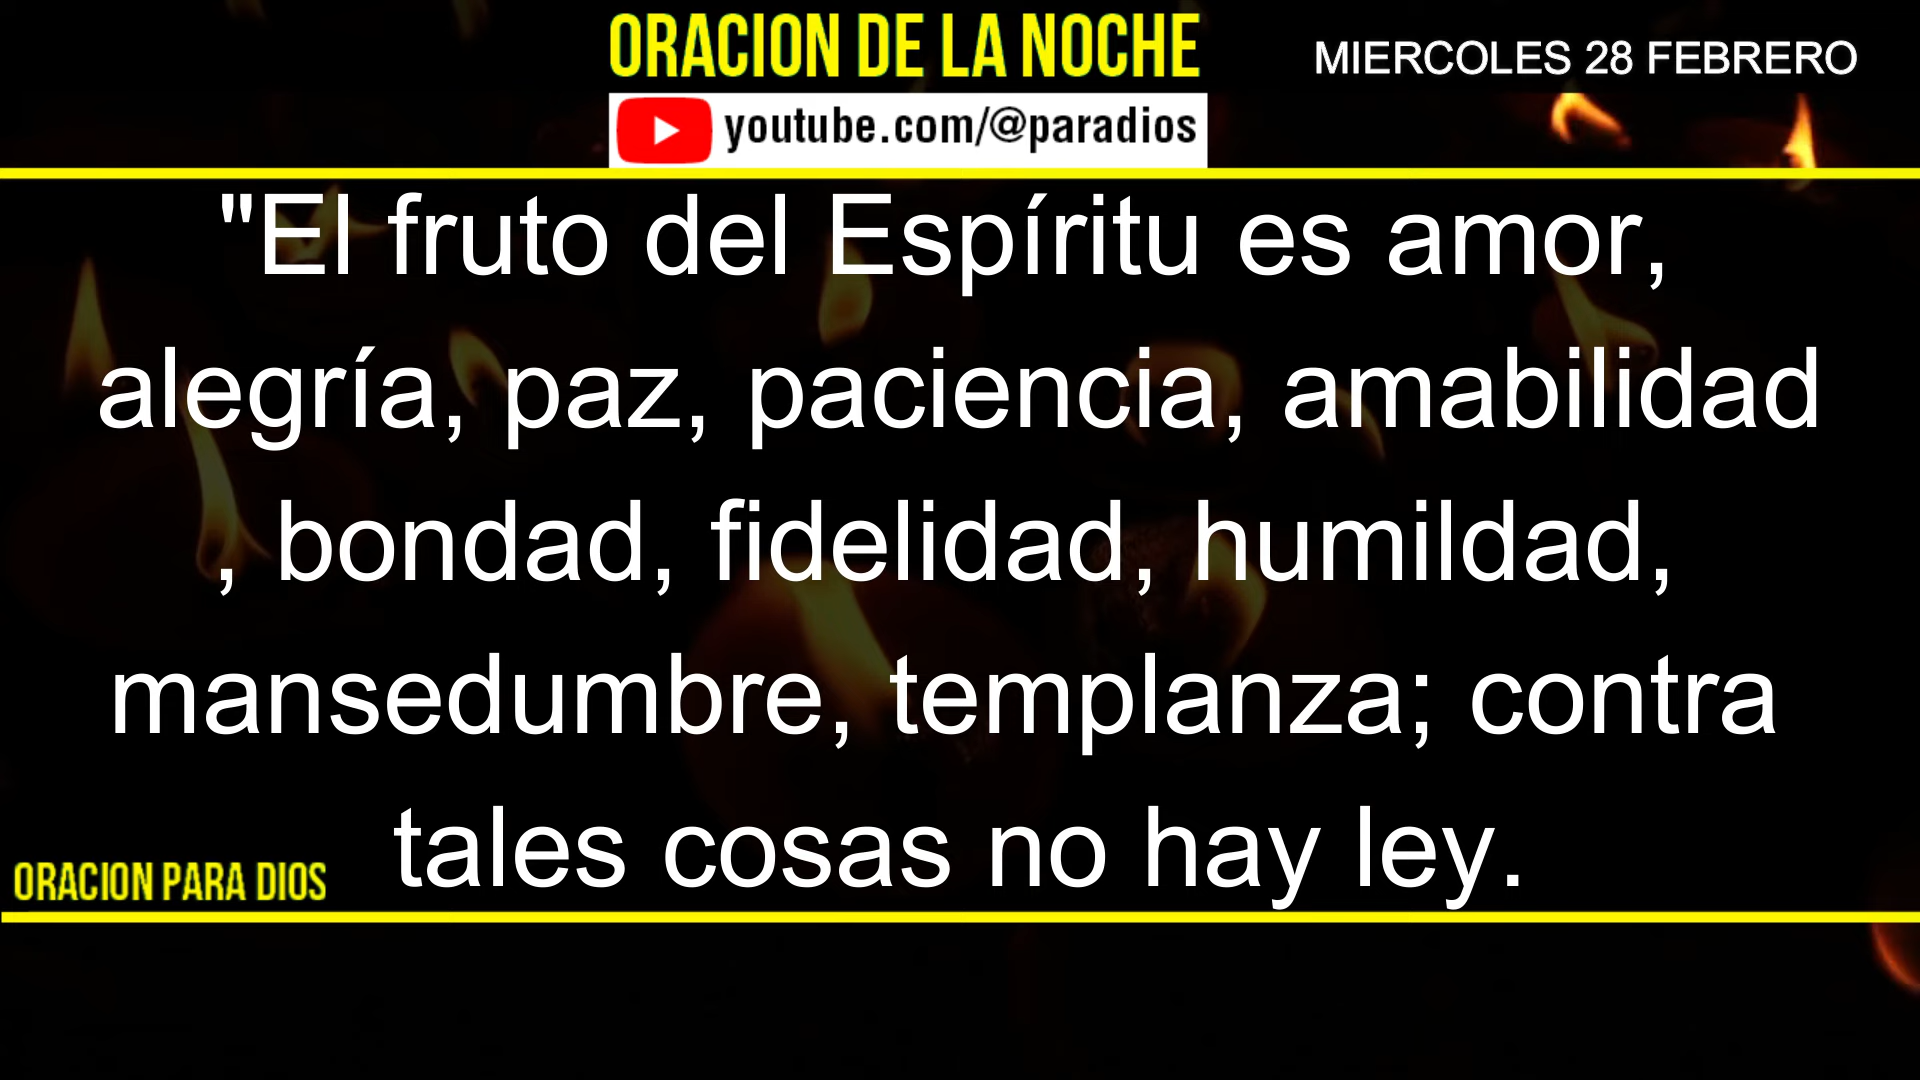 ORACION DE LA NOCHE
MIERCOLES 28 FEBRERO
youtube.com/@paradios
"El fruto del Espíritu es amor,
alegría, paz, paciencia, amabilidad
, bondad, fidelidad, humildad,
mansedumbre, templanza; contra
tales cosas no hay ley.
ORACION PARA DIOS